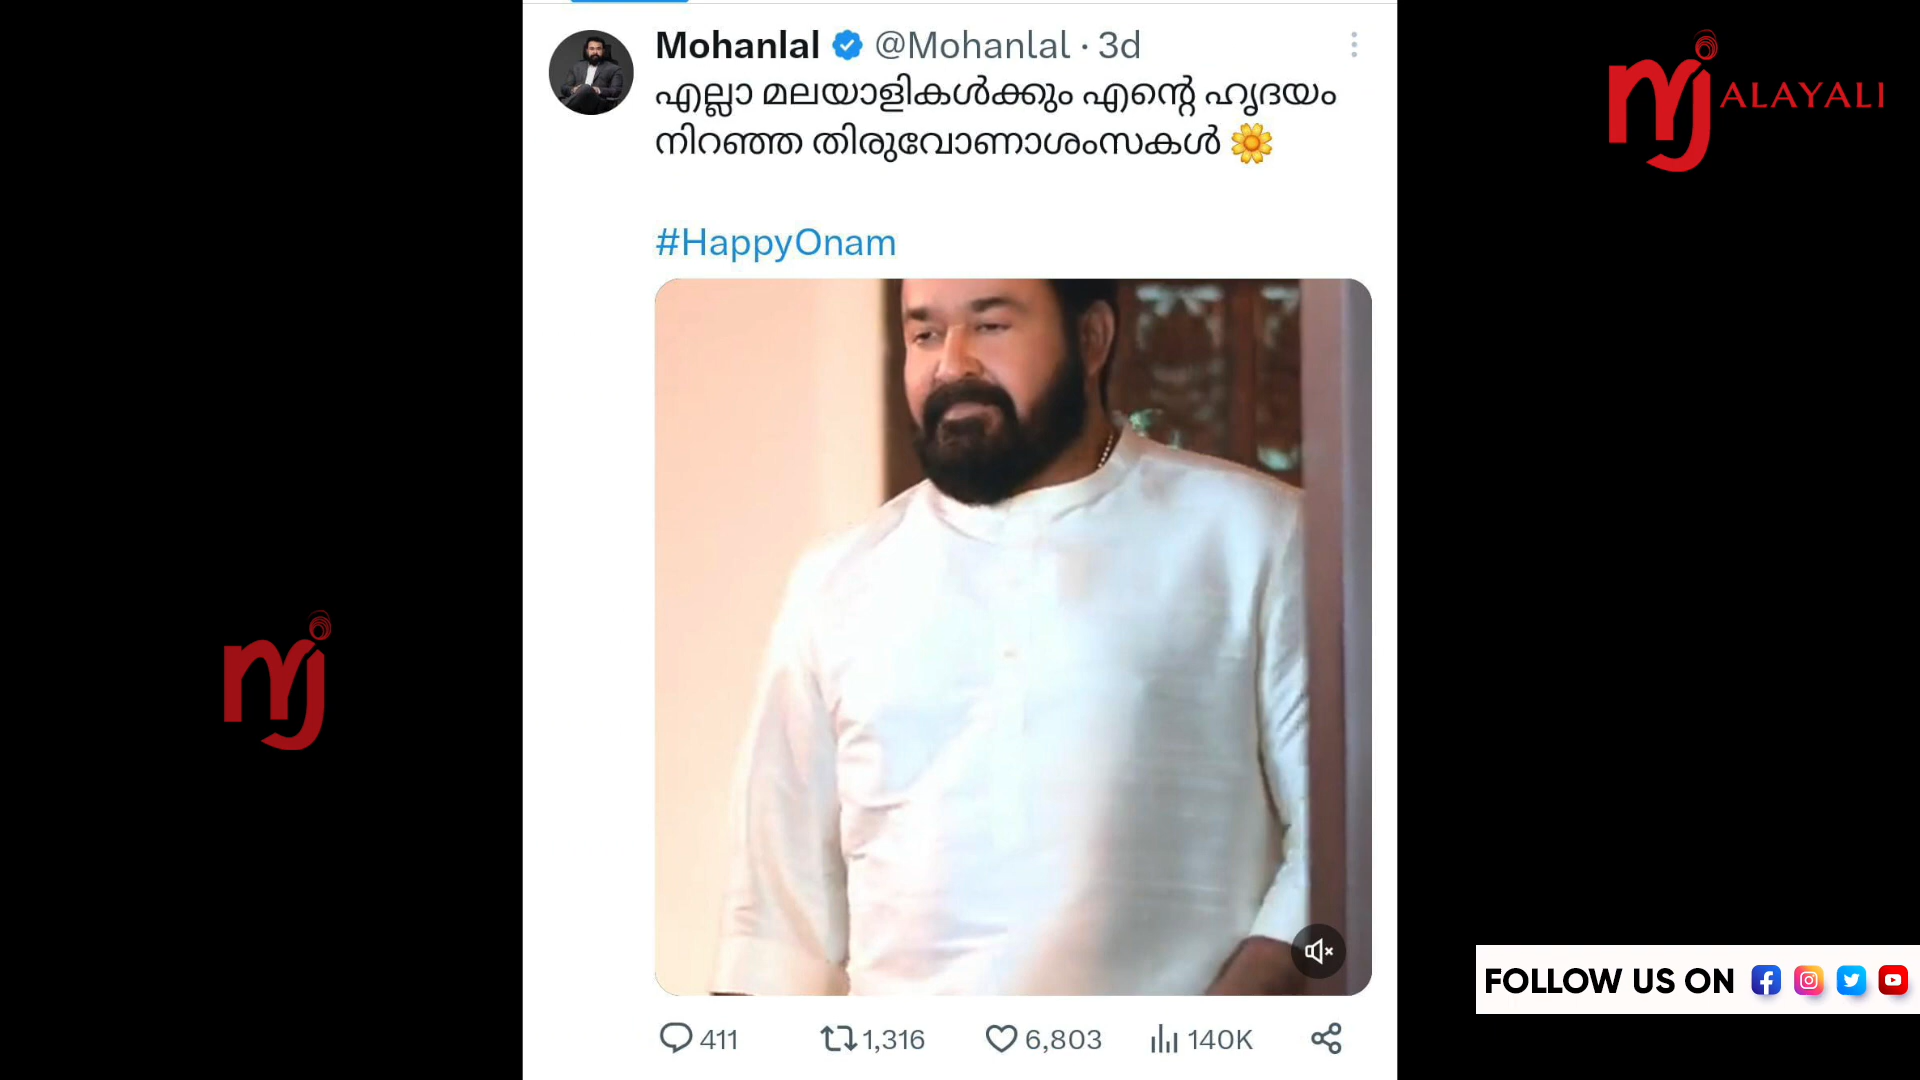 Mohanlal @Mohanlal · 3d
എല്ലാ മലയാളികൾക്കും എന്റെ ഹൃദയം
നിറഞ്ഞ തിരുവോണാശംസകൾ 🌼
#HappyOnam
411 1,316 6,803 140K
MALAYALI
M
FOLLOW US ON